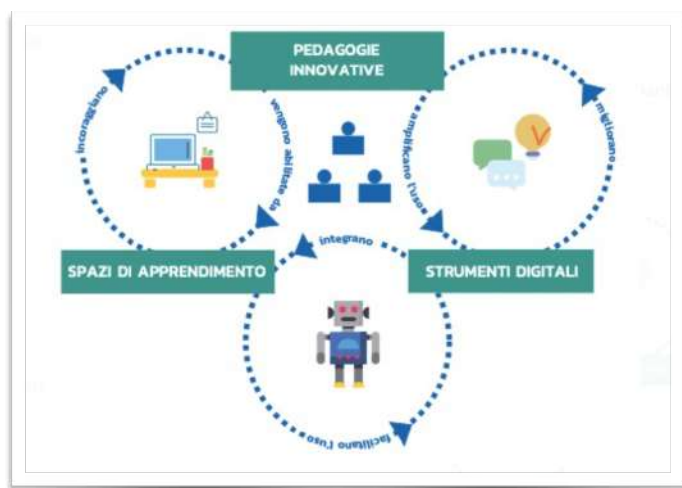 PEDAGOGIE
INNOVATIVE
incoraggiano
vengono abilitate da
amplificano l'uso
migliorano
integrano
SPAZI DI APPRENDIMENTO
STRUMENTI DIGITALI
facilitano l'uso